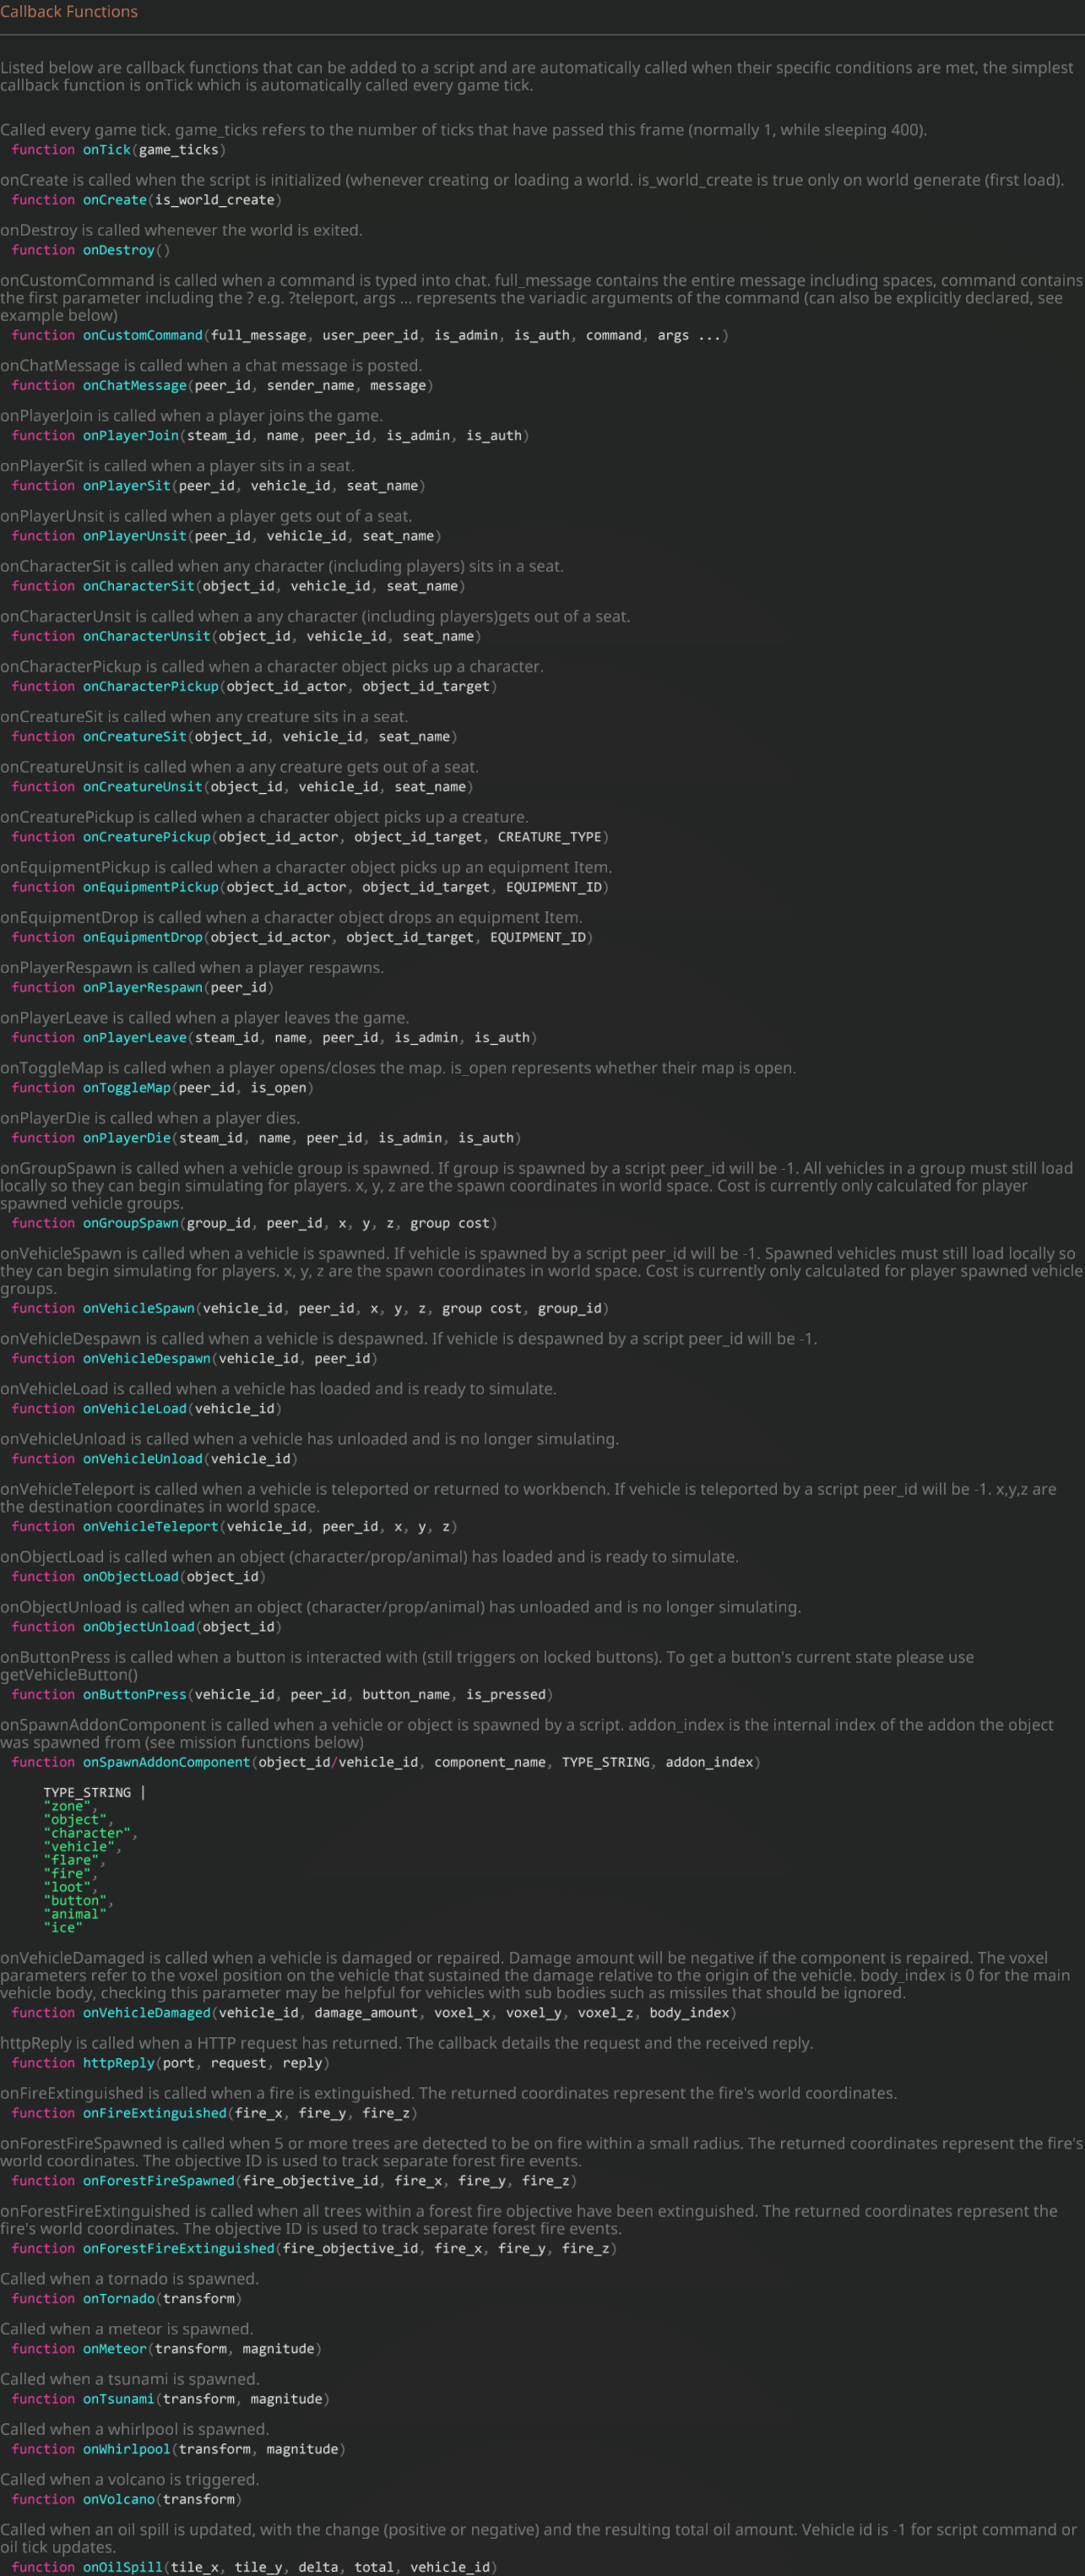 Callback Functions
Listed below are callback functions that can be added to a script and are automatically called when their specific conditions are met, the simplest
callback function is onTick which is automatically called every game tick.
Called every game tick. game_ticks refers to the number of ticks that have passed this frame (normally 1, while sleeping 400).
function onTick(game_ticks)
onCreate is called when the script is initialized (whenever creating or loading a world. is_world_create is true only on world generate (first load).
function onCreate(is_world_create)
onDestroy is called whenever the world is exited.
function onDestroy()
onCustomCommand is called when a command is typed into chat. full_message contains the entire message including spaces, command contains
the first parameter including the ? e.g. ?teleport, args ... represents the variadic arguments of the command (can also be explicitly declared, see
example below)
function onCustomCommand(full_message, user_peer_id, is_admin, is_auth, command, args ...)
onChatMessage is called when a chat message is posted.
function onChatMessage(peer_id, sender_name, message)
onPlayerJoin is called when a player joins the game.
function onPlayerJoin(steam_id, name, peer_id, is_admin, is_auth)
onPlayerSit is called when a player sits in a seat.
function onPlayerSit(peer_id, vehicle_id, seat_name)
onPlayerUnsit is called when a player gets out of a seat.
function onPlayerUnsit(peer_id, vehicle_id, seat_name)
onCharacterSit is called when any character (including players) sits in a seat.
function onCharacterSit(object_id, vehicle_id, seat_name)
onCharacterUnsit is called when a any character (including players)gets out of a seat.
function onCharacterUnsit(object_id, vehicle_id, seat_name)
onCharacterPickup is called when a character object picks up a character.
function onCharacterPickup(object_id_actor, object_id_target)
onCreatureSit is called when any creature sits in a seat.
function onCreatureSit(object_id, vehicle_id, seat_name)
onCreatureUnsit is called when a any creature gets out of a seat.
function onCreatureUnsit(object_id, vehicle_id, seat_name)
onCreaturePickup is called when a character object picks up a creature.
function onCreaturePickup(object_id_actor, object_id_target, CREATURE_TYPE)
onEquipmentPickup is called when a character object picks up an equipment Item.
function onEquipmentPickup(object_id_actor, object_id_target, EQUIPMENT_ID)
onEquipmentDrop is called when a character object drops an equipment Item.
function onEquipmentDrop(object_id_actor, object_id_target, EQUIPMENT_ID)
onPlayerRespawn is called when a player respawns.
function onPlayerRespawn(peer_id)
onPlayerLeave is called when a player leaves the game.
function onPlayerLeave(steam_id, name, peer_id, is_admin, is_auth)
onToggleMap is called when a player opens/closes the map. is_open represents whether their map is open.
function onToggleMap(peer_id, is_open)
onPlayerDie is called when a player dies.
function onPlayerDie(steam_id, name, peer_id, is_admin, is_auth)
onGroupSpawn is called when a vehicle group is spawned. If group is spawned by a script peer_id will be -1. All vehicles in a group must still load
locally so they can begin simulating for players. x, y, z are the spawn coordinates in world space. Cost is currently only calculated for player
spawned vehicle groups.
function onGroupSpawn(group_id, peer_id, x, y, z, group cost)
onVehicleSpawn is called when a vehicle is spawned. If vehicle is spawned by a script peer_id will be -1. Spawned vehicles must still load locally so
they can begin simulating for players. x, y, z are the spawn coordinates in world space. Cost is currently only calculated for player spawned vehicle
groups.
function onVehicleSpawn(vehicle_id, peer_id, x, y, z, group cost, group_id)
onVehicleDespawn is called when a vehicle is despawned. If vehicle is despawned by a script peer_id will be -1.
function onVehicleDespawn(vehicle_id, peer_id)
onVehicleLoad is called when a vehicle has loaded and is ready to simulate.
function onVehicleLoad(vehicle_id)
onVehicleUnload is called when a vehicle has unloaded and is no longer simulating.
function onVehicleUnload(vehicle_id)
onVehicleTeleport is called when a vehicle is teleported or returned to workbench. If vehicle is teleported by a script peer_id will be -1. x,y,z are
the destination coordinates in world space.
function onVehicleTeleport(vehicle_id, peer_id, x, y, z)
onObjectLoad is called when an object (character/prop/animal) has loaded and is ready to simulate.
function onObjectLoad(object_id)
onObjectUnload is called when an object (character/prop/animal) has unloaded and is no longer simulating.
function onObjectUnload(object_id)
onButtonPress is called when a button is interacted with (still triggers on locked buttons). To get a button's current state please use
getVehicleButton()
function onButtonPress(vehicle_id, peer_id, button_name, is_pressed)
onSpawnAddonComponent is called when a vehicle or object is spawned by a script. addon_index is the internal index of the addon the object
was spawned from (see mission functions below)
function onSpawnAddonComponent(object_id/vehicle_id, component_name, TYPE_STRING, addon_index)
TYPE_STRING |
"zone",
"object",
"character",
"vehicle",
"flare",
"fire",
"loot",
"button",
"animal"
"ice"
onVehicleDamaged is called when a vehicle is damaged or repaired. Damage amount will be negative if the component is repaired. The voxel
parameters refer to the voxel position on the vehicle that sustained the damage relative to the origin of the vehicle. body_index is 0 for the main
vehicle body, checking this parameter may be helpful for vehicles with sub bodies such as missiles that should be ignored.
function onVehicleDamaged(vehicle_id, damage_amount, voxel_x, voxel_y, voxel_z, body_index)
httpReply is called when a HTTP request has returned. The callback details the request and the received reply.
function httpReply(port, request, reply)
onFireExtinguished is called when a fire is extinguished. The returned coordinates represent the fire's world coordinates.
function onFireExtinguished(fire_x, fire_y, fire_z)
onForestFireSpawned is called when 5 or more trees are detected to be on fire within a small radius. The returned coordinates represent the fire's
world coordinates. The objective ID is used to track separate forest fire events.
function onForestFireSpawned(fire_objective_id, fire_x, fire_y, fire_z)
onForestFireExtinguished is called when all trees within a forest fire objective have been extinguished. The returned coordinates represent the
fire's world coordinates. The objective ID is used to track separate forest fire events.
function onForestFireExtinguished(fire_objective_id, fire_x, fire_y, fire_z)
Called when a tornado is spawned.
function onTornado(transform)
Called when a meteor is spawned.
function onMeteor(transform, magnitude)
Called when a tsunami is spawned.
function onTsunami(transform, magnitude)
Called when a whirlpool is spawned.
function onWhirlpool(transform, magnitude)
Called when a volcano is triggered.
function onVolcano(transform)
Called when an oil spill is updated, with the change (positive or negative) and the resulting total oil amount. Vehicle id is -1 for script command or
oil tick updates.
function onOilSpill(tile_x, tile_y, delta, total, vehicle_id)